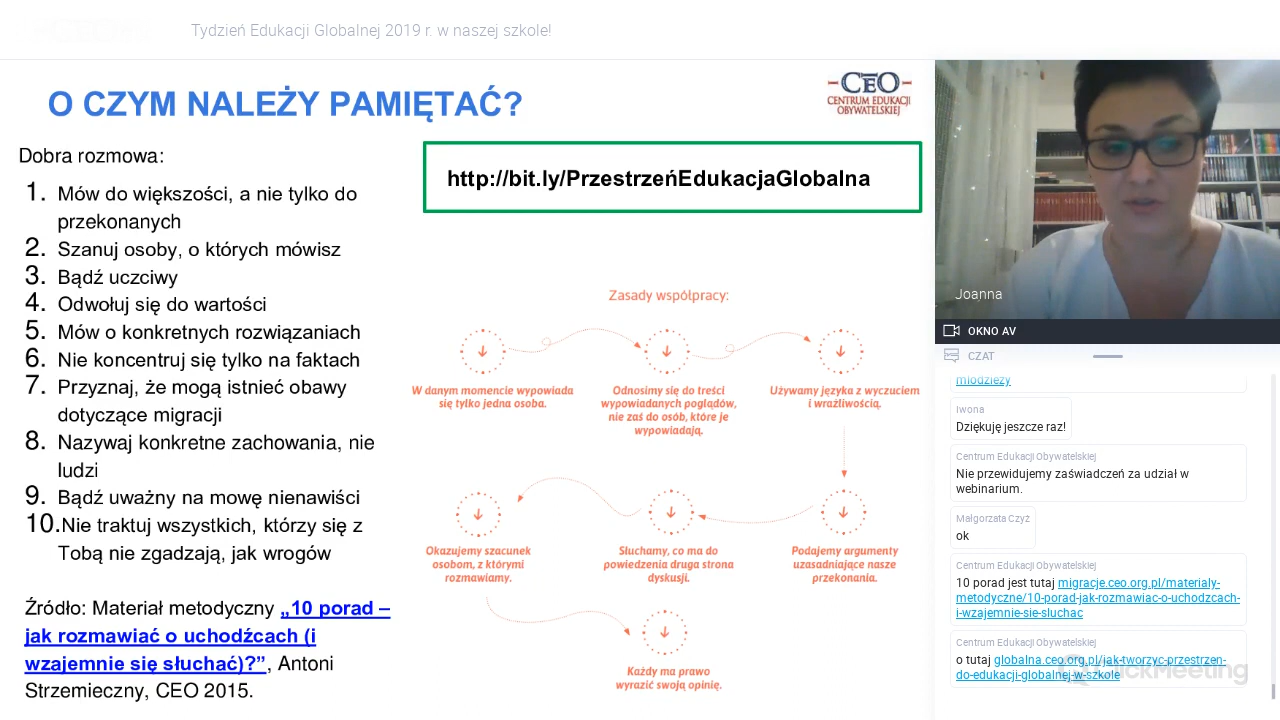 Tydzień Edukacji Globalnej 2019 r. w naszej szkole!
O CZYM NALEŻY PAMIĘTAĆ?
CEO
CENTRUM EDUKACJI
OBYWATELSKIEJ
Dobra rozmowa:
1. Mów do większości, a nie tylko do
przekonanych
2. Szanuj osoby, o których mówisz
3. Bądź uczciwy
4. Odwołuj się do wartości
5. Mów o konkretnych rozwiązaniach
6. Nie koncentruj się tylko na faktach
7. Przyznaj, że mogą istnieć obawy
dotyczące migracji
8. Nazywaj konkretne zachowania, nie
ludzi
9. Bądź uważny na mowę nienawiści
10. Nie traktuj wszystkich, którzy się z
Tobą nie zgadzają, jak wrogów
Źródło: Materiał metodyczny „10 porad –
jak rozmawiać o uchodźcach (i
wzajemnie się słuchać)?”, Antoni
Strzemieczny, CEO 2015.
http://bit.ly/PrzestrzeńEdukacjaGlobalna
Zasady współpracy:
W danym momencie wypowiada
się tylko jedna osoba.
Odnosimy się do treści
wypowiadanych poglądów,
nie zaś do osób, które je
wypowiadają.
Używamy języka z wyczuciem
i wrażliwością.
Okazujemy szacunek
osobom, z którymi
rozmawiamy.
Słuchamy, co ma do
powiedzenia druga strona
dyskusji.
Podajemy argumenty
uzasadniające nasze
przekonania.
Każdy ma prawo
wyrazić swoją opinię.
Joanna
OKNO AV
CZAT
młodzieży
Iwona
Dziękuję jeszcze raz!
Centrum Edukacji Obywatelskiej
Nie przewidujemy zaświadczeń za udział w
webinarium.
Małgorzata Czyż
ok
Centrum Edukacji Obywatelskiej
10 porad jest tutaj migracje.ceo.org.pl/materialy-
metodyczne/10-porad-jak-rozmawiac-o-uchodzcach-
i-wzajemnie-sie-sluchac
Centrum Edukacji Obywatelskiej
o tutaj globalna.ceo.org.pl/jak-tworzyc-przestrzen-
do-edukacji-globalnej-w-szkole
ClickMeeting